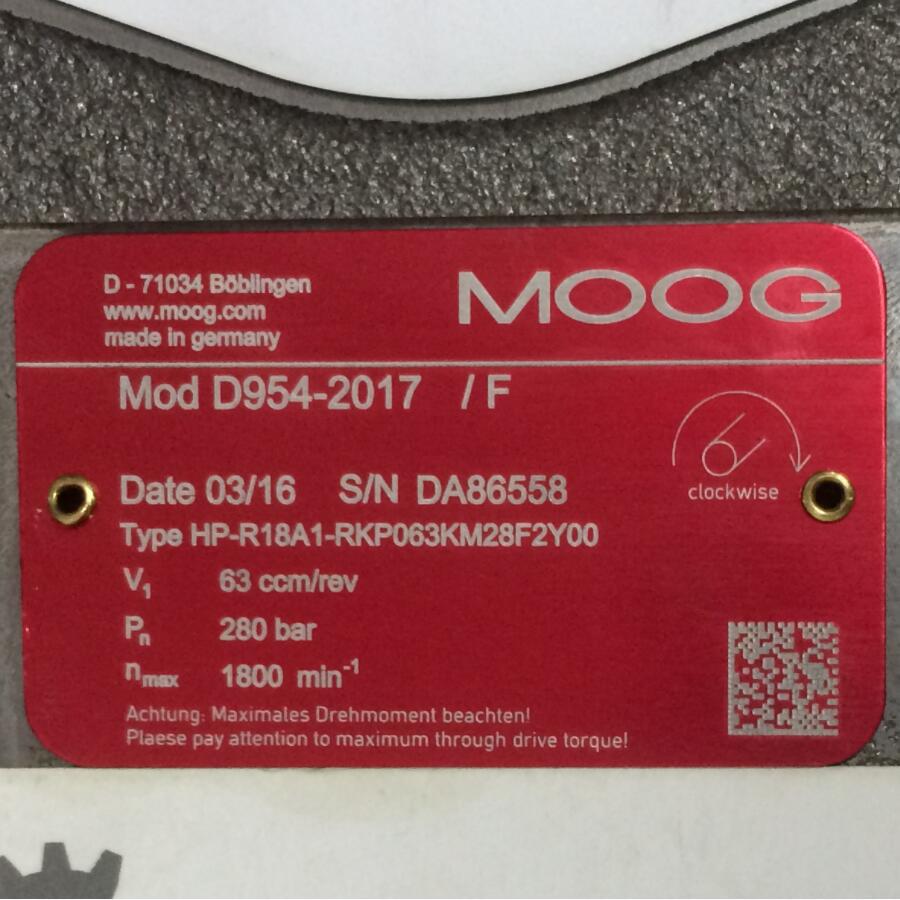 D - 71034 Böblingen
www.moog.com
made in germany
MOOG
Mod D954-2017 / F
clockwise
Date 03/16 S/N DA86558
Type HP-R18A1-RKP063KM28F2Y00
V₁ 63 ccm/rev
Pₙ 280 bar
nmax 1800 min⁻¹
Achtung: Maximales Drehmoment beachten!
Plaese pay attention to maximum through drive torque!